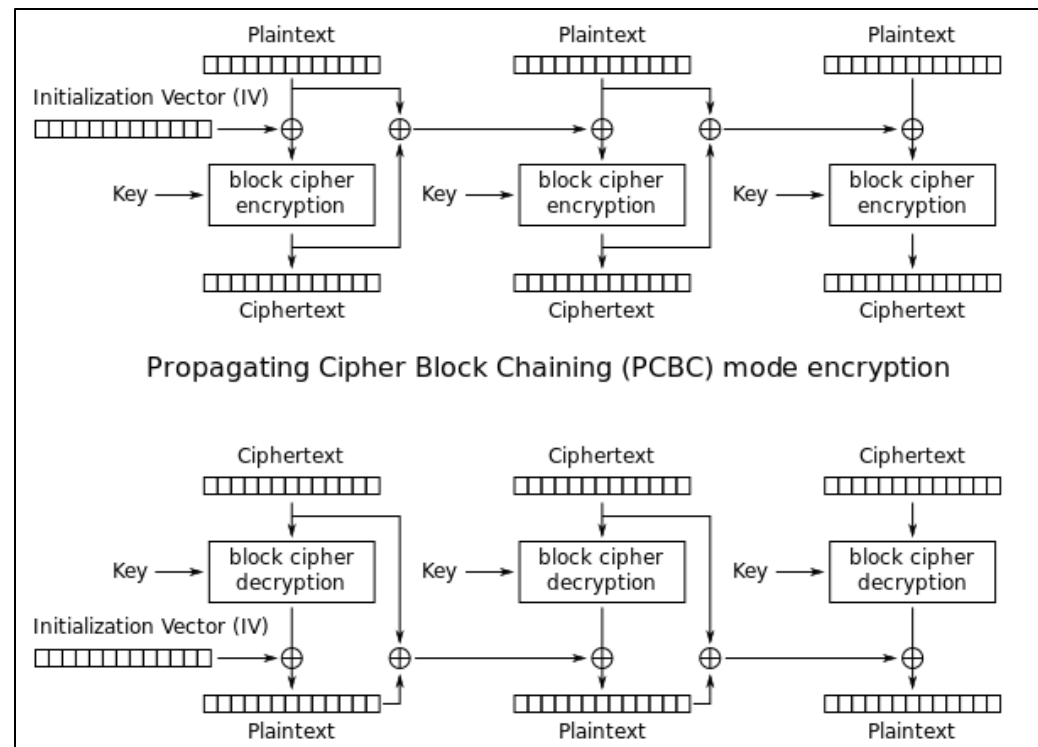 Plaintext Plaintext Plaintext
Initialization Vector (IV)
Key block cipher encryption Key block cipher encryption Key block cipher encryption
Ciphertext Ciphertext Ciphertext
Propagating Cipher Block Chaining (PCBC) mode encryption
Ciphertext Ciphertext Ciphertext
Key block cipher decryption Key block cipher decryption Key block cipher decryption
Initialization Vector (IV)
Plaintext Plaintext Plaintext